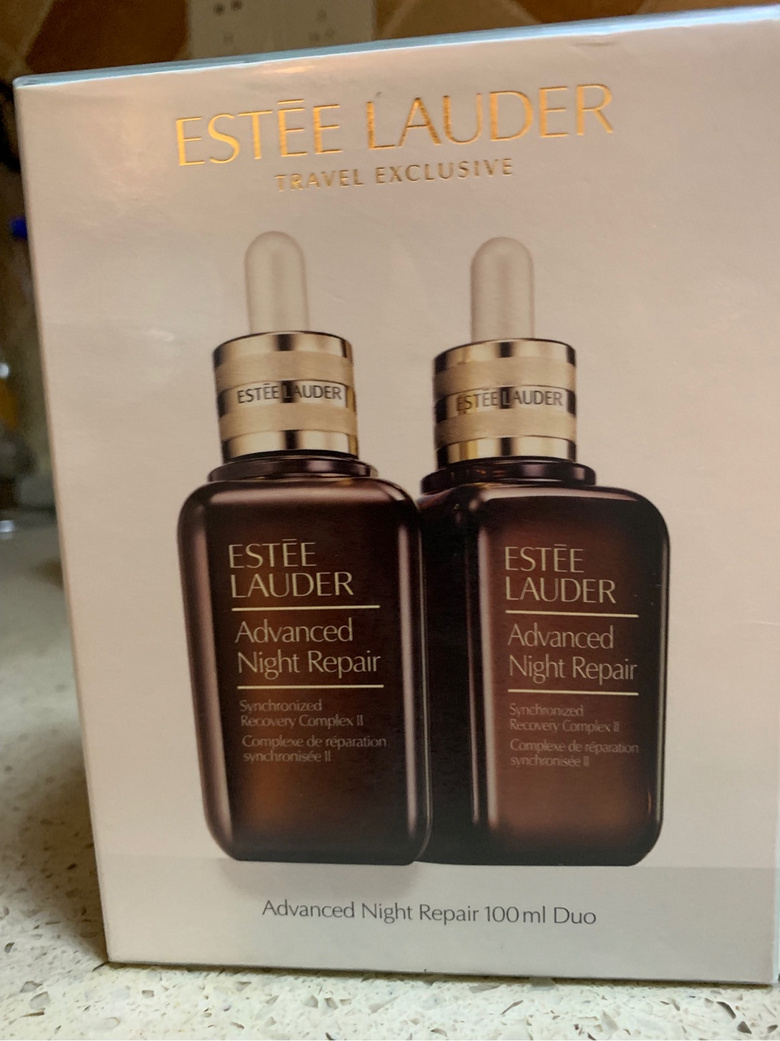 ESTĒE LAUDER
TRAVEL EXCLUSIVE
ESTĒE LAUDER
ESTĒE
LAUDER
Advanced
Night Repair
Synchronized
Recovery Complex II
Complexe de réparation
synchronisée II
ESTĒE LAUDER
ESTĒE
LAUDER
Advanced
Night Repair
Synchronized
Recovery Complex II
Complexe de réparation
synchronisée II
Advanced Night Repair 100ml Duo